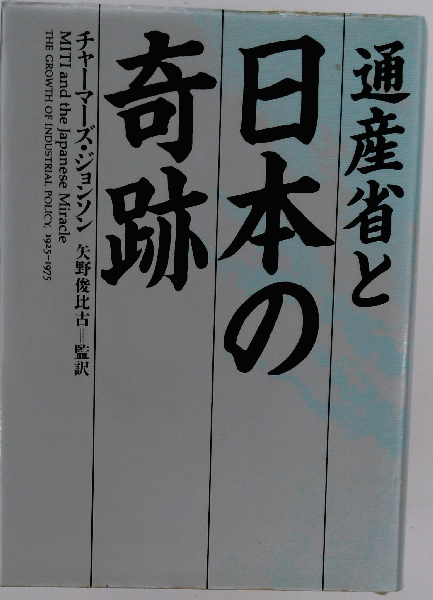 通産省と
日本の
奇跡
チャーマーズ・ジョンソン 矢野俊比古=監訳
MITI and the Japanese Miracle
THE GROWTH OF INDUSTRIAL POLICY, 1925–1975